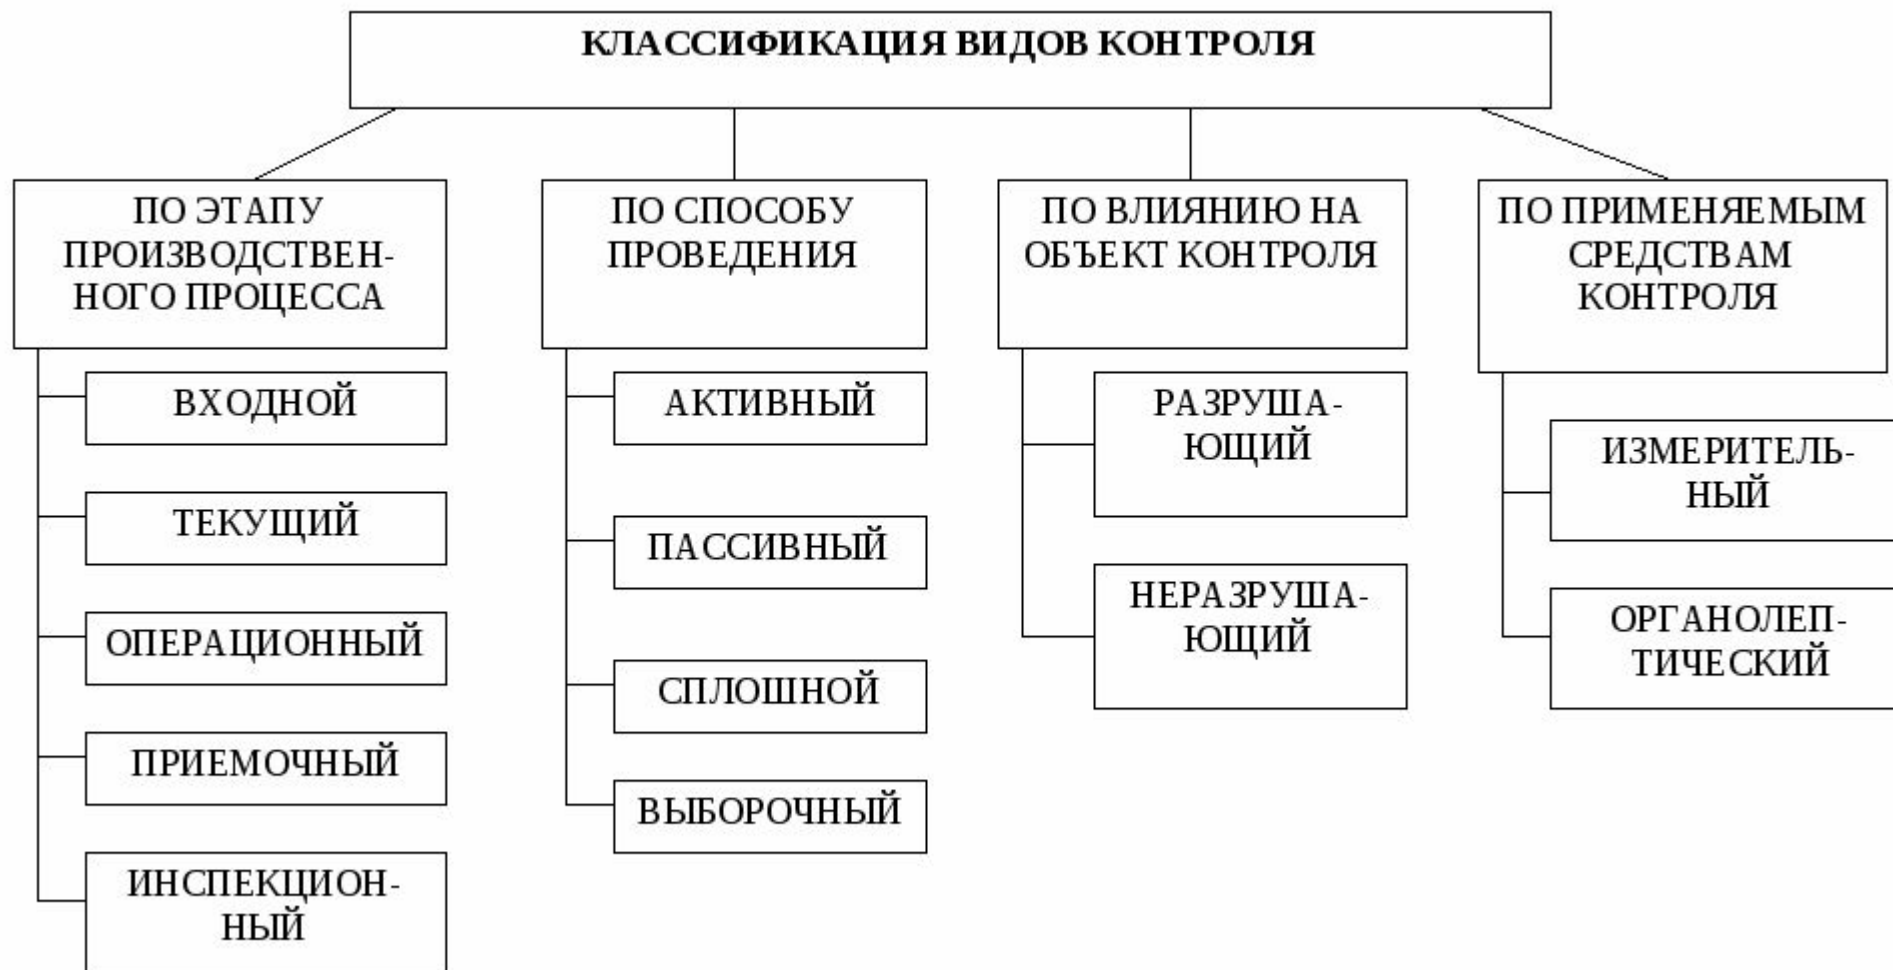 КЛАССИФИКАЦИЯ ВИДОВ КОНТРОЛЯ
ПО ЭТАПУ
ПРОИЗВОДСТВЕН-
НОГО ПРОЦЕССА
ВХОДНОЙ
ТЕКУЩИЙ
ОПЕРАЦИОННЫЙ
ПРИЕМОЧНЫЙ
ИНСПЕКЦИОН-
НЫЙ
ПО СПОСОБУ
ПРОВЕДЕНИЯ
АКТИВНЫЙ
ПАССИВНЫЙ
СПЛОШНОЙ
ВЫБОРОЧНЫЙ
ПО ВЛИЯНИЮ НА
ОБЪЕКТ КОНТРОЛЯ
РАЗРУША-
ЮЩИЙ
НЕРАЗРУША-
ЮЩИЙ
ПО ПРИМЕНЯЕМЫМ
СРЕДСТВАМ
КОНТРОЛЯ
ИЗМЕРИТЕЛЬ-
НЫЙ
ОРГАНОЛЕП-
ТИЧЕСКИЙ